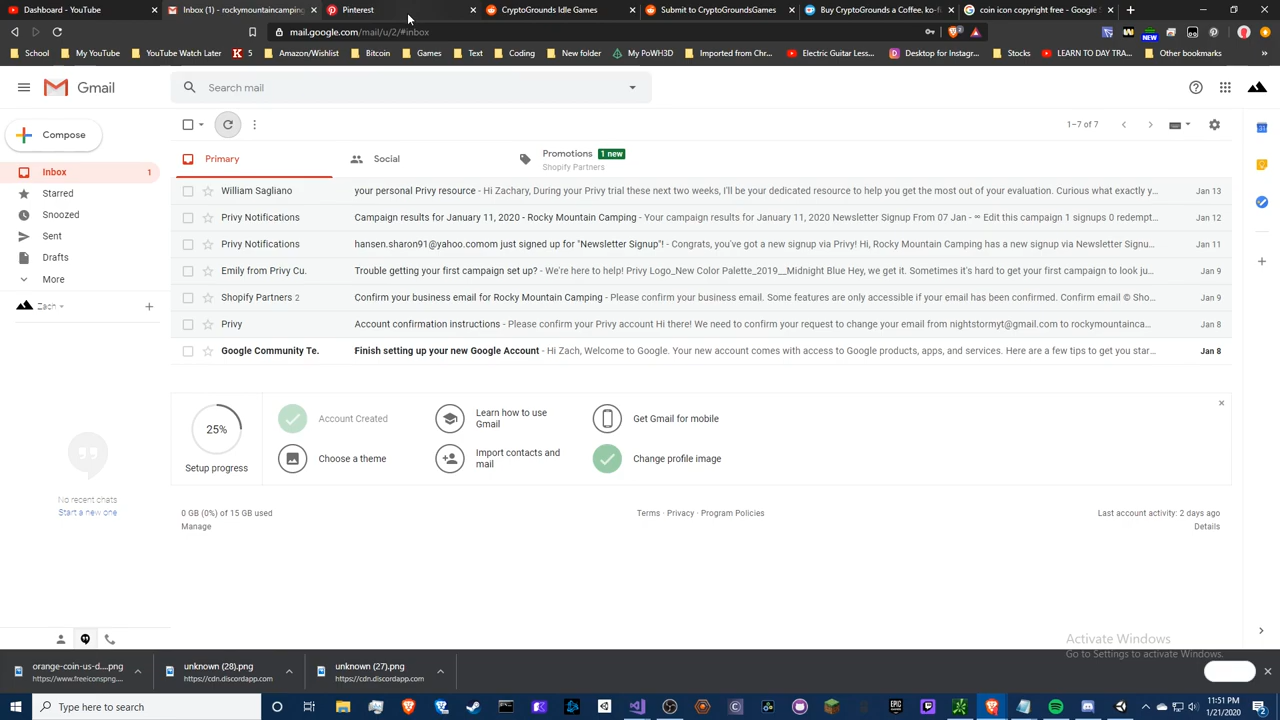 Dashboard - YouTube
Inbox (1) - rockymountaincamping
Pinterest
CryptoGrounds Idle Games
Submit to CryptoGroundsGames
Buy CryptoGrounds a Coffee. ko-fi
coin icon copyright free - Google
mail.google.com/mail/u/2/#inbox
School
My YouTube
YouTube Watch Later
K2
Amazon/Wishlist
Bitcoin
Games
Text
Coding
New folder
My PoWH3D
Imported from Chrome
Electric Guitar Less...
Desktop for Instagr...
Stocks
LEARN TO DAY TRA...
Other bookmarks
NEW
Gmail
Search mail
Compose
1–7 of 7
Primary
Social
Promotions 1 new
Shopify Partners
Inbox 1
Starred
Snoozed
Sent
Drafts
More
Zach
William Sagliano your personal Privy resource - Hi Zachary, During your Privy trial these next two weeks, I'll be your dedicated resource to help you get the most out of your evaluation. Curious what exactly y... Jan 13
Privy Notifications Campaign results for January 11, 2020 - Rocky Mountain Camping - Your campaign results for January 11, 2020 Newsletter Signup From 07 Jan - ∞ Edit this campaign 1 signups 0 redempt... Jan 12
Privy Notifications hansen.sharon91@yahoo.comom just signed up for "Newsletter Signup"! - Congrats, you've got a new signup via Privy! Hi, Rocky Mountain Camping has a new signup via Newsletter Signu... Jan 11
Emily from Privy Cu. Trouble getting your first campaign set up? - We're here to help! Privy Logo_New Color Palette_2019__Midnight Blue Hey, we get it. Sometimes it's hard to get your first campaign to look ju... Jan 9
Shopify Partners 2 Confirm your business email for Rocky Mountain Camping - Please confirm your business email. Some features are only accessible if your email has been confirmed. Confirm email © Sho... Jan 9
Privy Account confirmation instructions - Please confirm your Privy account Hi there! We need to confirm your request to change your email from nightstormyt@gmail.com to rockymountainca... Jan 8
Google Community Te. Finish setting up your new Google Account - Hi Zach, Welcome to Google. Your new account comes with access to Google products, apps, and services. Here are a few tips to get you star... Jan 8
25%
Setup progress
Account Created
Learn how to use Gmail
Get Gmail for mobile
Choose a theme
Import contacts and mail
Change profile image
0 GB (0%) of 15 GB used
Manage
Terms · Privacy · Program Policies
Last account activity: 2 days ago
Details
No recent chats
Start a new one
Activate Windows
Go to Settings to activate Windows.
orange-coin-us-d....png
https://www.freeiconspng...
unknown (28).png
https://cdn.discordapp.com
unknown (27).png
https://cdn.discordapp.com
Type here to search
11:51 PM
1/21/2020
2